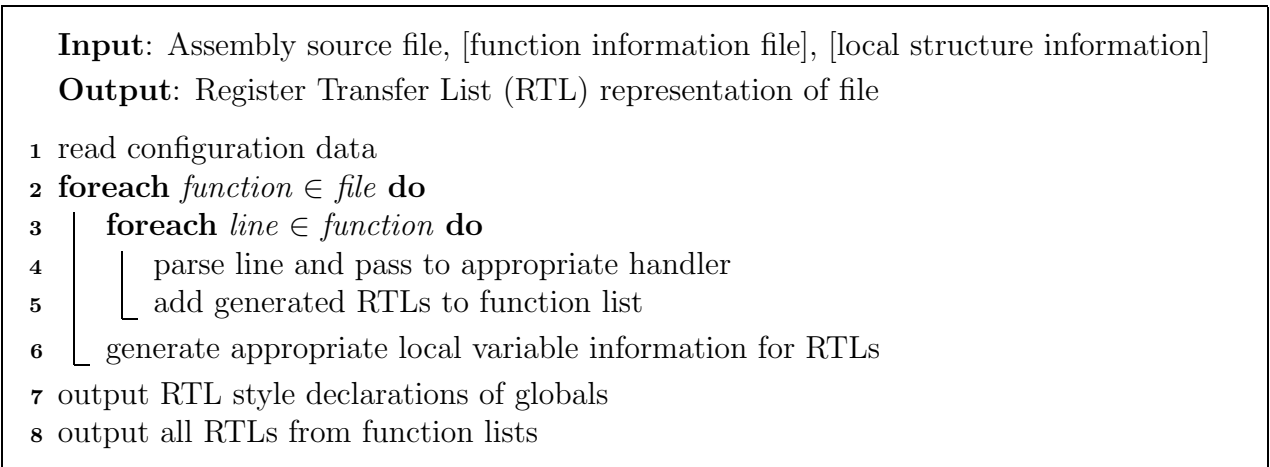 Input: Assembly source file, [function information file], [local structure information]
Output: Register Transfer List (RTL) representation of file
1 read configuration data
2 foreach function ∈ file do
3 foreach line ∈ function do
4 parse line and pass to appropriate handler
5 add generated RTLs to function list
6 generate appropriate local variable information for RTLs
7 output RTL style declarations of globals
8 output all RTLs from function lists